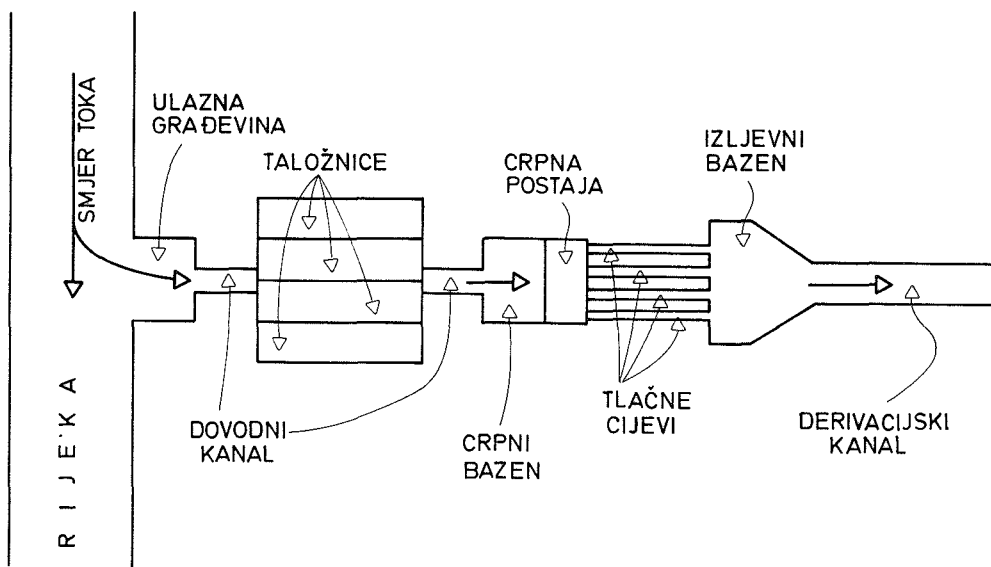 SMJER TOKA
ULAZNA
GRAĐEVINA
TALOŽNICE
CRPNA
POSTAJA
IZLJEVNI
BAZEN
DOVODNI
KANAL
CRPNI
BAZEN
TLAČNE
CIJEVI
DERIVACIJSKI
KANAL
RIJEKA